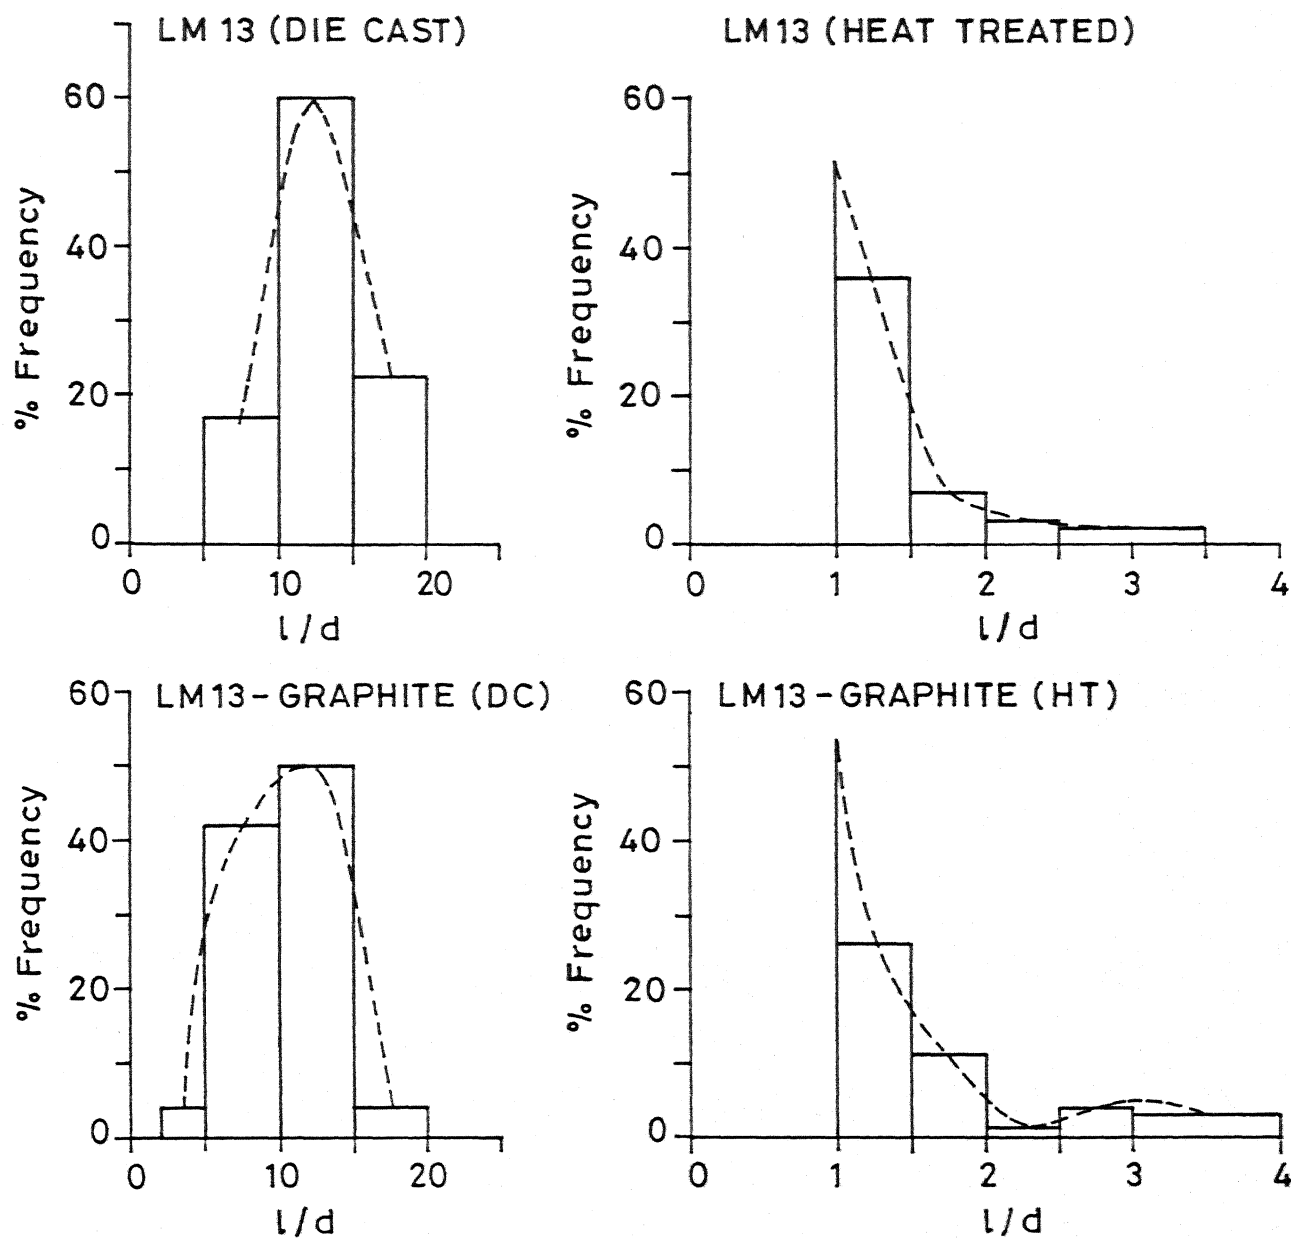 LM 13 (DIE CAST)
60
40
20
0
% Frequency
0 10 20
l/d
LM13 (HEAT TREATED)
60
40
20
0
% Frequency
0 1 2 3 4
l/d
LM13-GRAPHITE (DC)
60
40
20
0
% Frequency
0 10 20
l/d
LM13-GRAPHITE (HT)
60
40
20
0
% Frequency
0 1 2 3 4
l/d